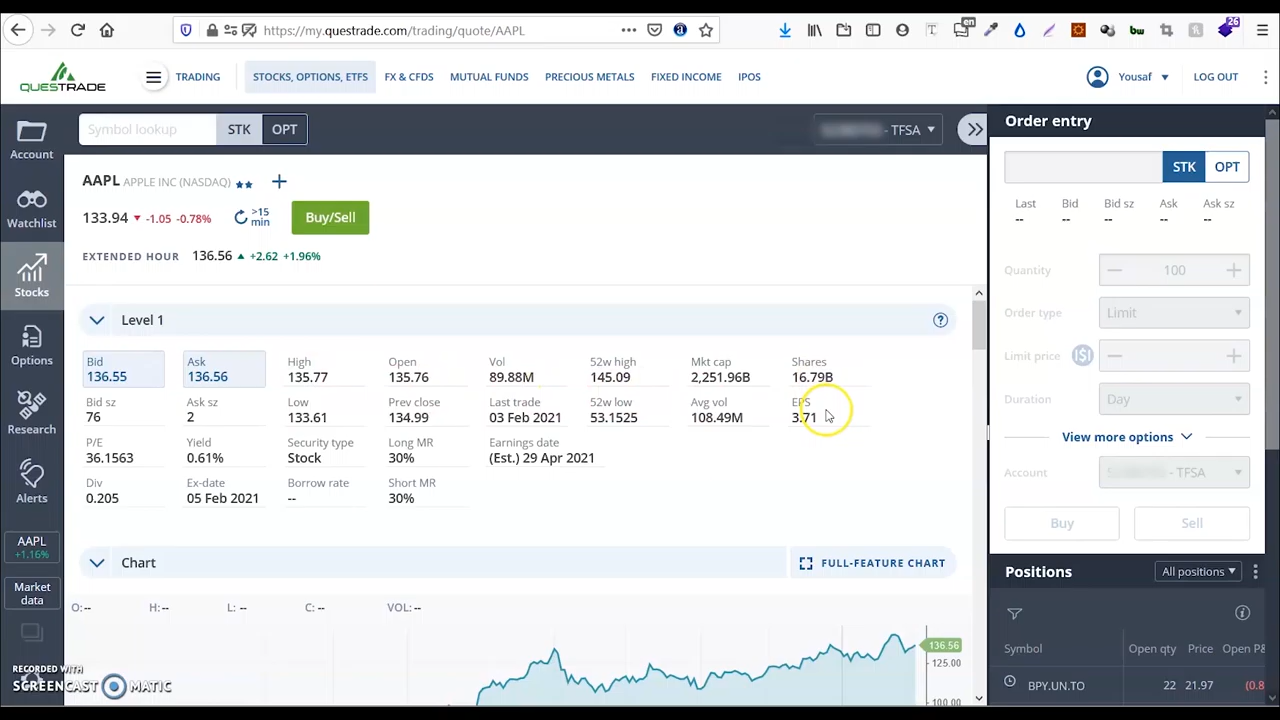 https://my.questrade.com/trading/quote/AAPL
en
bw
26
QUESTRADE
TRADING
STOCKS, OPTIONS, ETFS
FX & CFDS
MUTUAL FUNDS
PRECIOUS METALS
FIXED INCOME
IPOS
Yousaf
LOG OUT
Account
Watchlist
Stocks
Options
Research
Alerts
AAPL
+1.16%
Market
data
Symbol lookup
STK
OPT
- TFSA
AAPL APPLE INC (NASDAQ)
133.94 -1.05 -0.78%
>15
min
Buy/Sell
EXTENDED HOUR 136.56 +2.62 +1.96%
Level 1
Bid Ask High Open Vol 52w high Mkt cap Shares
136.55 136.56 135.77 135.76 89.88M 145.09 2,251.96B 16.79B
Bid sz Ask sz Low Prev close Last trade 52w low Avg vol EPS
76 2 133.61 134.99 03 Feb 2021 53.1525 108.49M 3.71
P/E Yield Security type Long MR Earnings date
36.1563 0.61% Stock 30% (Est.) 29 Apr 2021
Div Ex-date Borrow rate Short MR
0.205 05 Feb 2021 -- 30%
Chart
FULL-FEATURE CHART
O:-- H:-- L:-- C:-- VOL:--
136.56
125.00
100.00
Order entry
STK
OPT
Last Bid Bid sz Ask Ask sz
-- -- -- -- --
Quantity
100
Order type
Limit
Limit price
Duration
Day
View more options
Account
- TFSA
Buy
Sell
Positions
All positions
Symbol Open qty Price Open P&
BPY.UN.TO 22 21.97 (0.8
RECORDED WITH
SCREENCAST MATIC